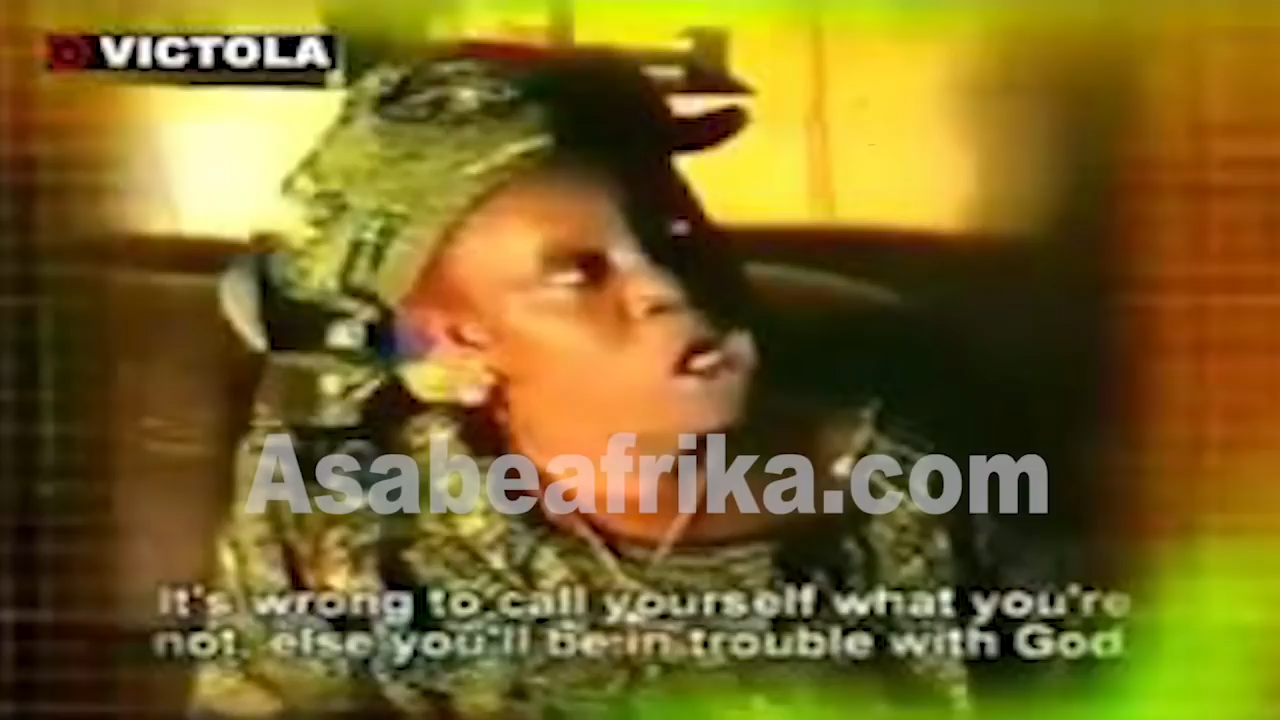 VICTOLA
Asabeafrika.com
It's wrong to call yourself what you're
not, else you'll be in trouble with God